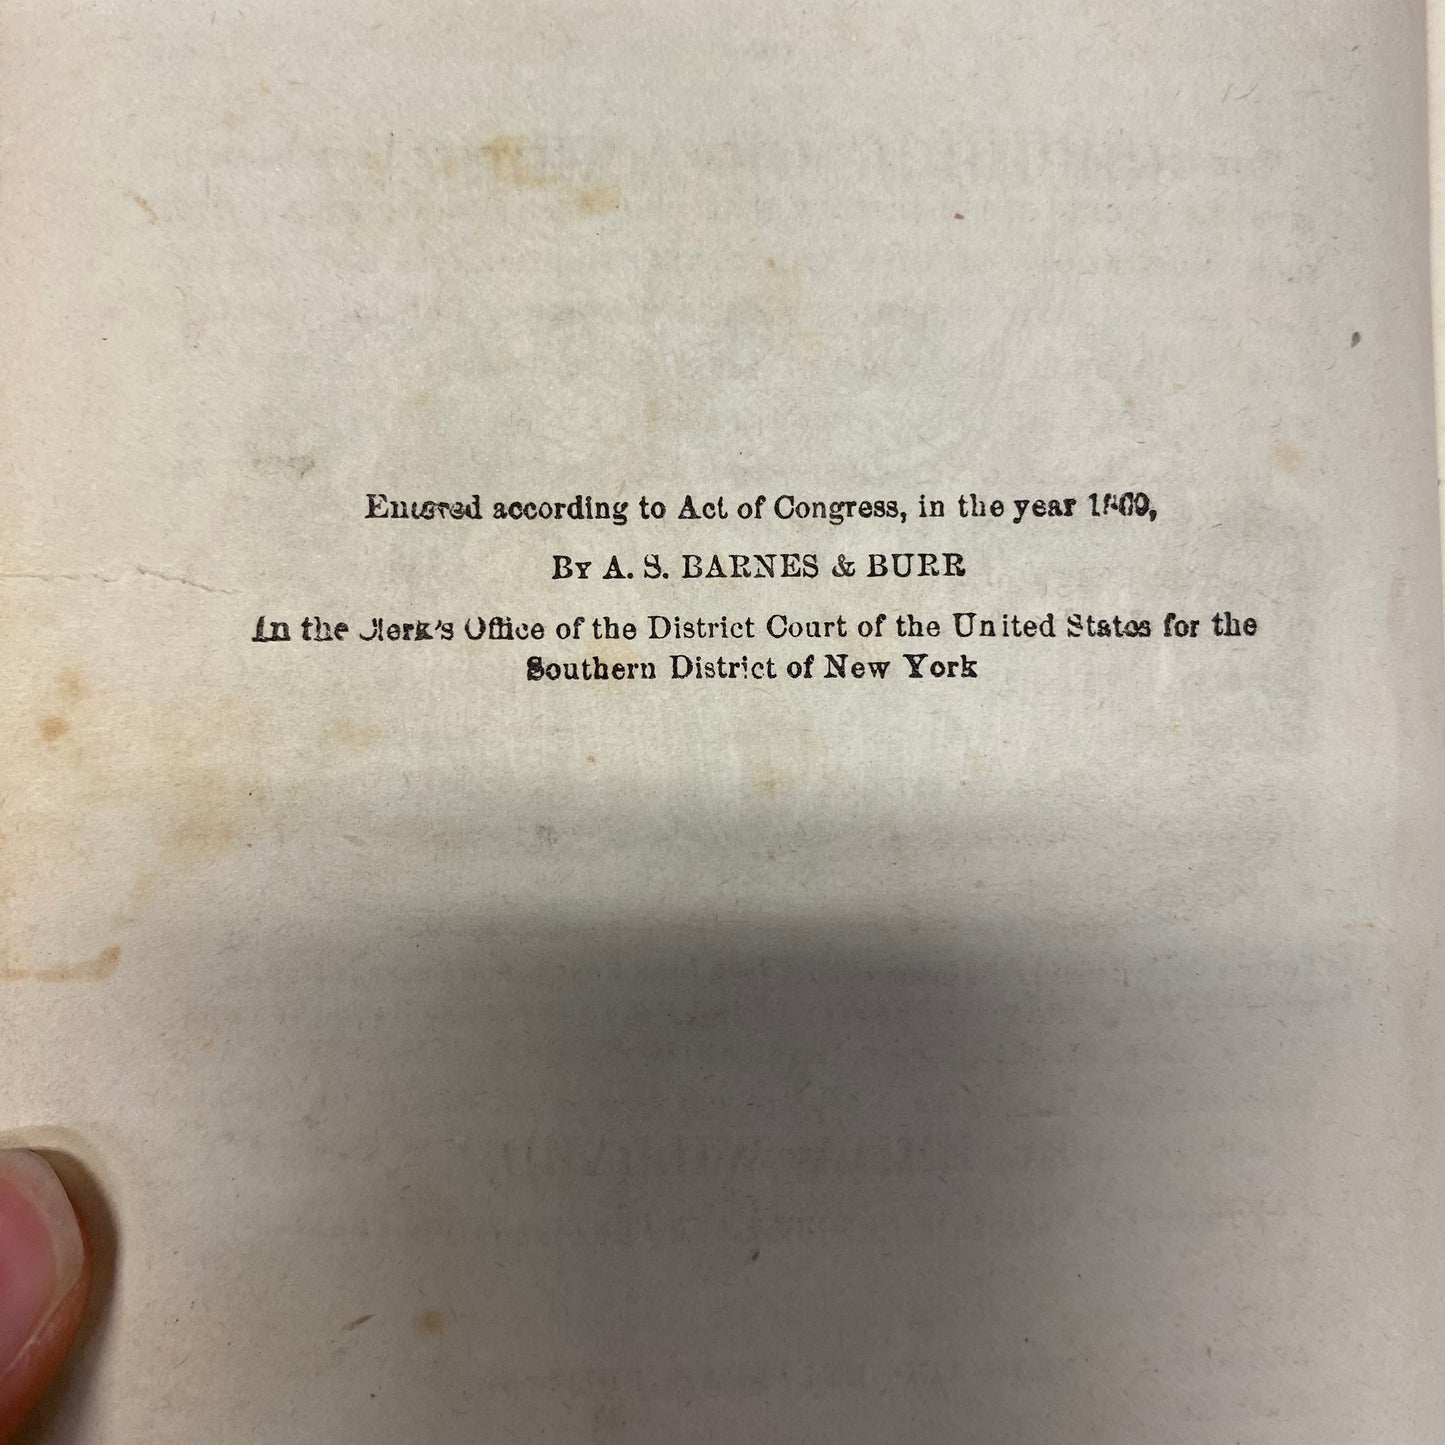 Entered according to Act of Congress, in the year 1860,
By A. S. BARNES & BURR
In the Clerk's Office of the District Court of the United States for the
Southern District of New York